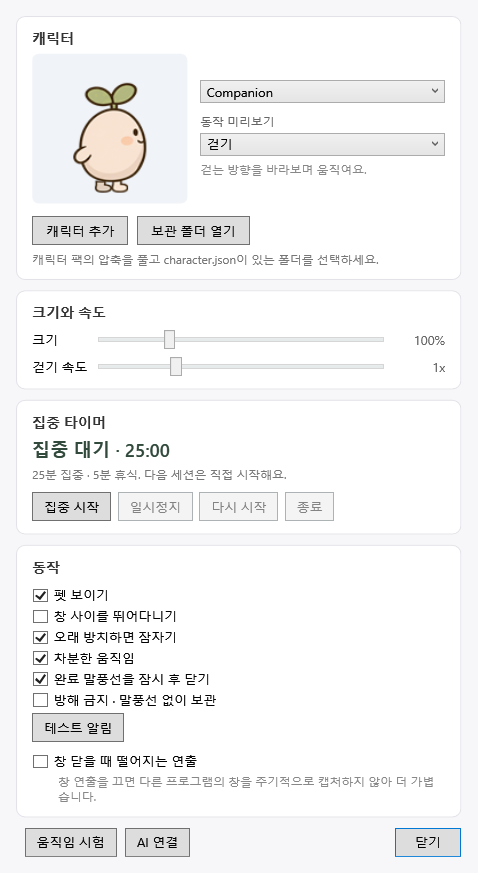 캐릭터
Companion
동작 미리보기
걷기
걷는 방향을 바라보며 움직여요.
캐릭터 추가
보관 폴더 열기
캐릭터 팩의 압축을 풀고 character.json이 있는 폴더를 선택하세요.
크기와 속도
크기
100%
걷기 속도
1x
집중 타이머
집중 대기 · 25:00
25분 집중 · 5분 휴식. 다음 세션은 직접 시작해요.
집중 시작
일시정지
다시 시작
종료
동작
펫 보이기
창 사이를 뛰어다니기
오래 방치하면 잠자기
차분한 움직임
완료 말풍선을 잠시 후 닫기
방해 금지 · 말풍선 없이 보관
테스트 알림
창 닫을 때 떨어지는 연출
창 연출을 끄면 다른 프로그램의 창을 주기적으로 캡처하지 않아 더 가볍
습니다.
움직임 시험
AI 연결
닫기